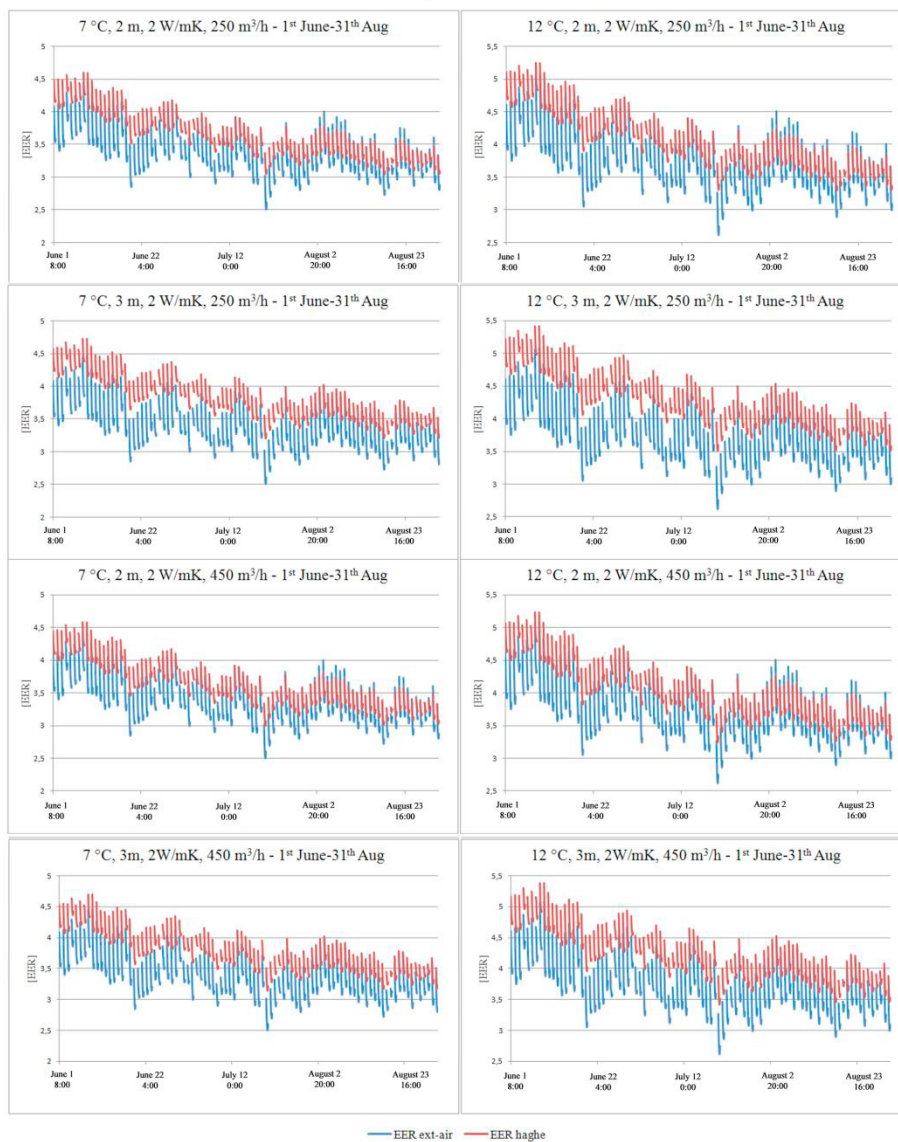 7 °C, 2 m, 2 W/mK, 250 m³/h - 1ˢᵗ June-31ᵗʰ Aug
5
4,5
4
3,5
3
2,5
2
[EER]
June 1 June 22 July 12 August 2 August 23
8:00 4:00 0:00 20:00 16:00
12 °C, 2 m, 2 W/mK, 250 m³/h - 1ˢᵗ June-31ᵗʰ Aug
5,5
5
4,5
4
3,5
3
2,5
[EER]
June 1 June 22 July 12 August 2 August 23
8:00 4:00 0:00 20:00 16:00
7 °C, 3 m, 2 W/mK, 250 m³/h - 1ˢᵗ June-31ᵗʰ Aug
5
4,5
4
3,5
3
2,5
2
[EER]
June 1 June 22 July 12 August 2 August 23
8:00 4:00 0:00 20:00 16:00
12 °C, 3 m, 2 W/mK, 250 m³/h - 1ˢᵗ June-31ᵗʰ Aug
5,5
5
4,5
4
3,5
3
2,5
[EER]
June 1 June 22 July 12 August 2 August 23
8:00 4:00 0:00 20:00 16:00
7 °C, 2 m, 2 W/mK, 450 m³/h - 1ˢᵗ June-31ᵗʰ Aug
5
4,5
4
3,5
3
2,5
2
[EER]
June 1 June 22 July 12 August 2 August 23
8:00 4:00 0:00 20:00 16:00
12 °C, 2 m, 2 W/mK, 450 m³/h - 1ˢᵗ June-31ᵗʰ Aug
5,5
5
4,5
4
3,5
3
2,5
[EER]
June 1 June 22 July 12 August 2 August 23
8:00 4:00 0:00 20:00 16:00
7 °C, 3m, 2W/mK, 450 m³/h - 1ˢᵗ June-31ᵗʰ Aug
5
4,5
4
3,5
3
2,5
2
[EER]
June 1 June 22 July 12 August 2 August 23
8:00 4:00 0:00 20:00 16:00
12 °C, 3m, 2W/mK, 450 m³/h - 1ˢᵗ June-31ᵗʰ Aug
5,5
5
4,5
4
3,5
3
2,5
[EER]
June 1 June 22 July 12 August 2 August 23
8:00 4:00 0:00 20:00 16:00
EER ext-air EER haghe